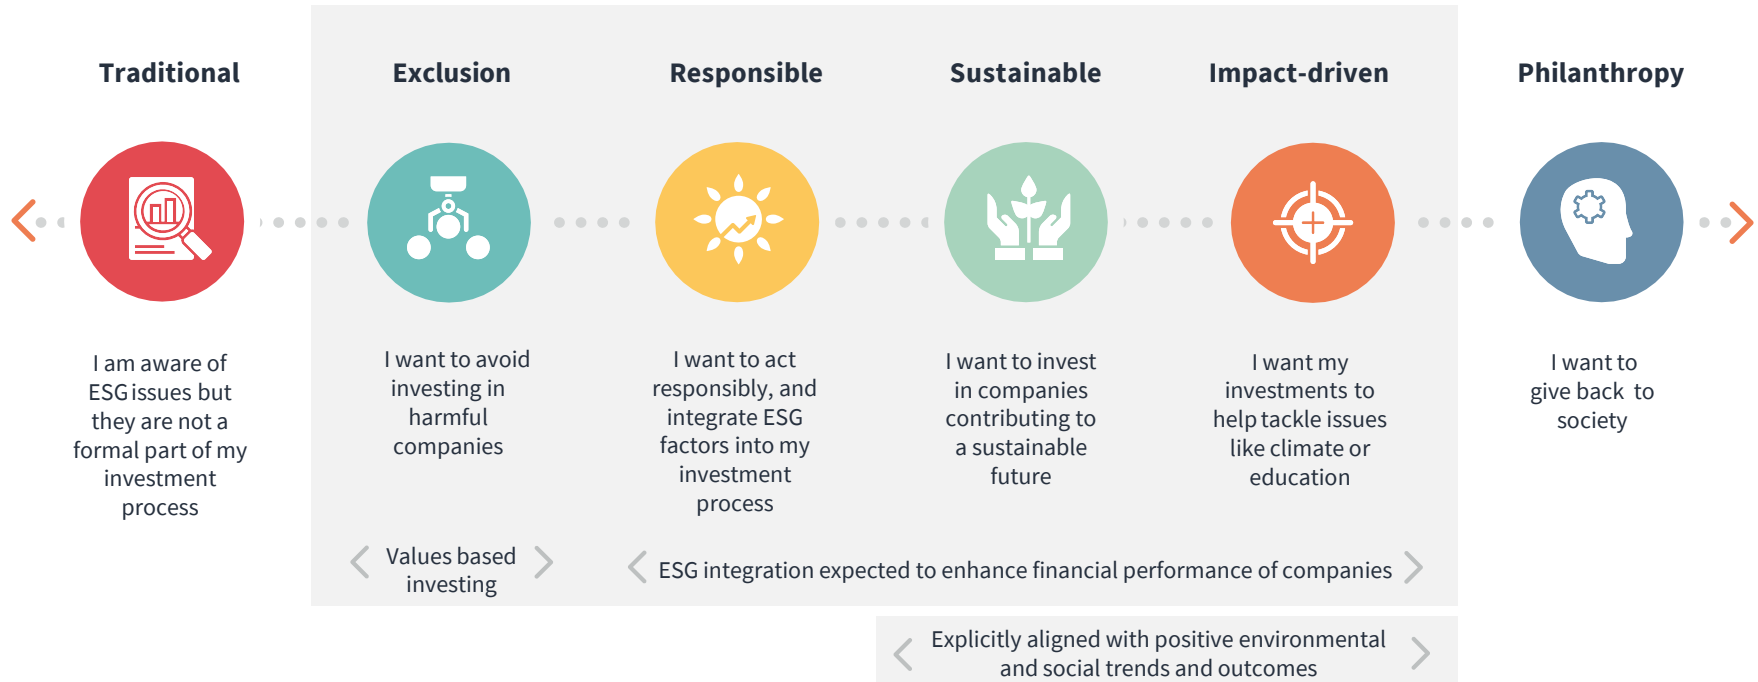 Traditional
Exclusion
Responsible
Sustainable
Impact-driven
Philanthropy
I am aware of
ESG issues but
they are not a
formal part of my
investment
process
I want to avoid
investing in
harmful
companies
I want to act
responsibly, and
integrate ESG
factors into my
investment
process
I want to invest
in companies
contributing to
a sustainable
future
I want my
investments to
help tackle issues
like climate or
education
I want to
give back to
society
Values based
investing
ESG integration expected to enhance financial performance of companies
Explicitly aligned with positive environmental
and social trends and outcomes